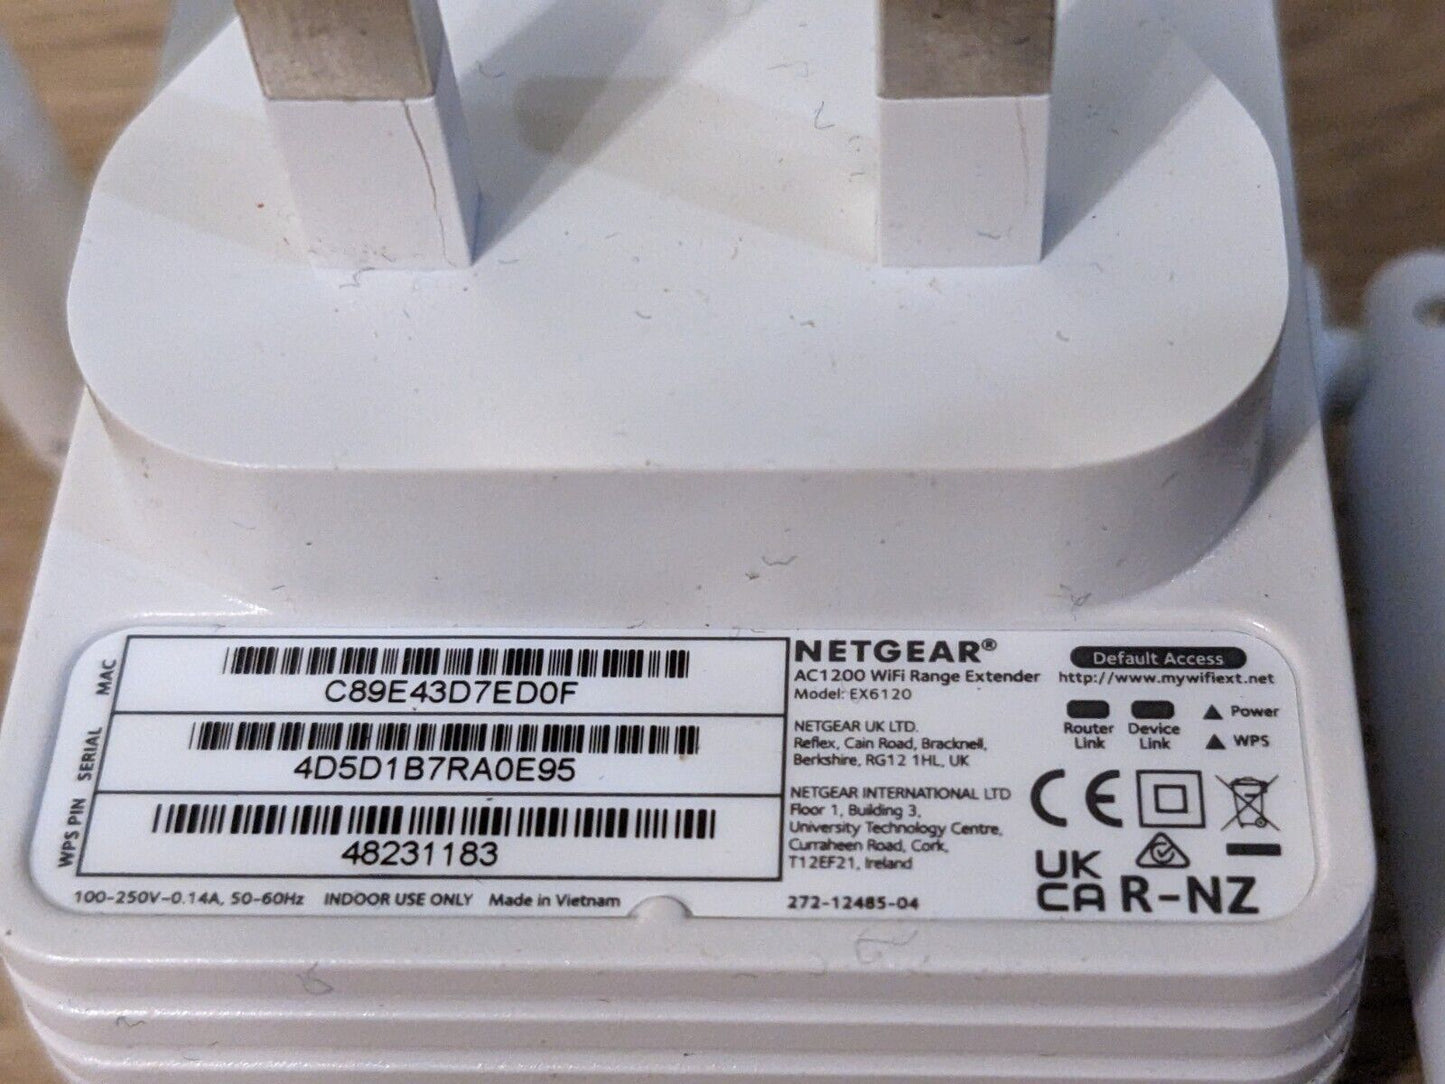 MAC
C89E43D7ED0F
SERIAL
4D5D1B7RA0E95
WPS PIN
48231183
100-250V~0.14A, 50-60Hz INDOOR USE ONLY Made in Vietnam
NETGEAR®
AC1200 WiFi Range Extender
Model: EX6120
NETGEAR UK LTD.
Reflex, Cain Road, Bracknell,
Berkshire, RG12 1HL, UK
NETGEAR INTERNATIONAL LTD
Floor 1, Building 3,
University Technology Centre,
Curraheen Road, Cork,
T12EF21, Ireland
272-12485-04
Default Access
http://www.mywifiext.net
Router
Link
Device
Link
Power
WPS
CE
UK
CA
R-NZ